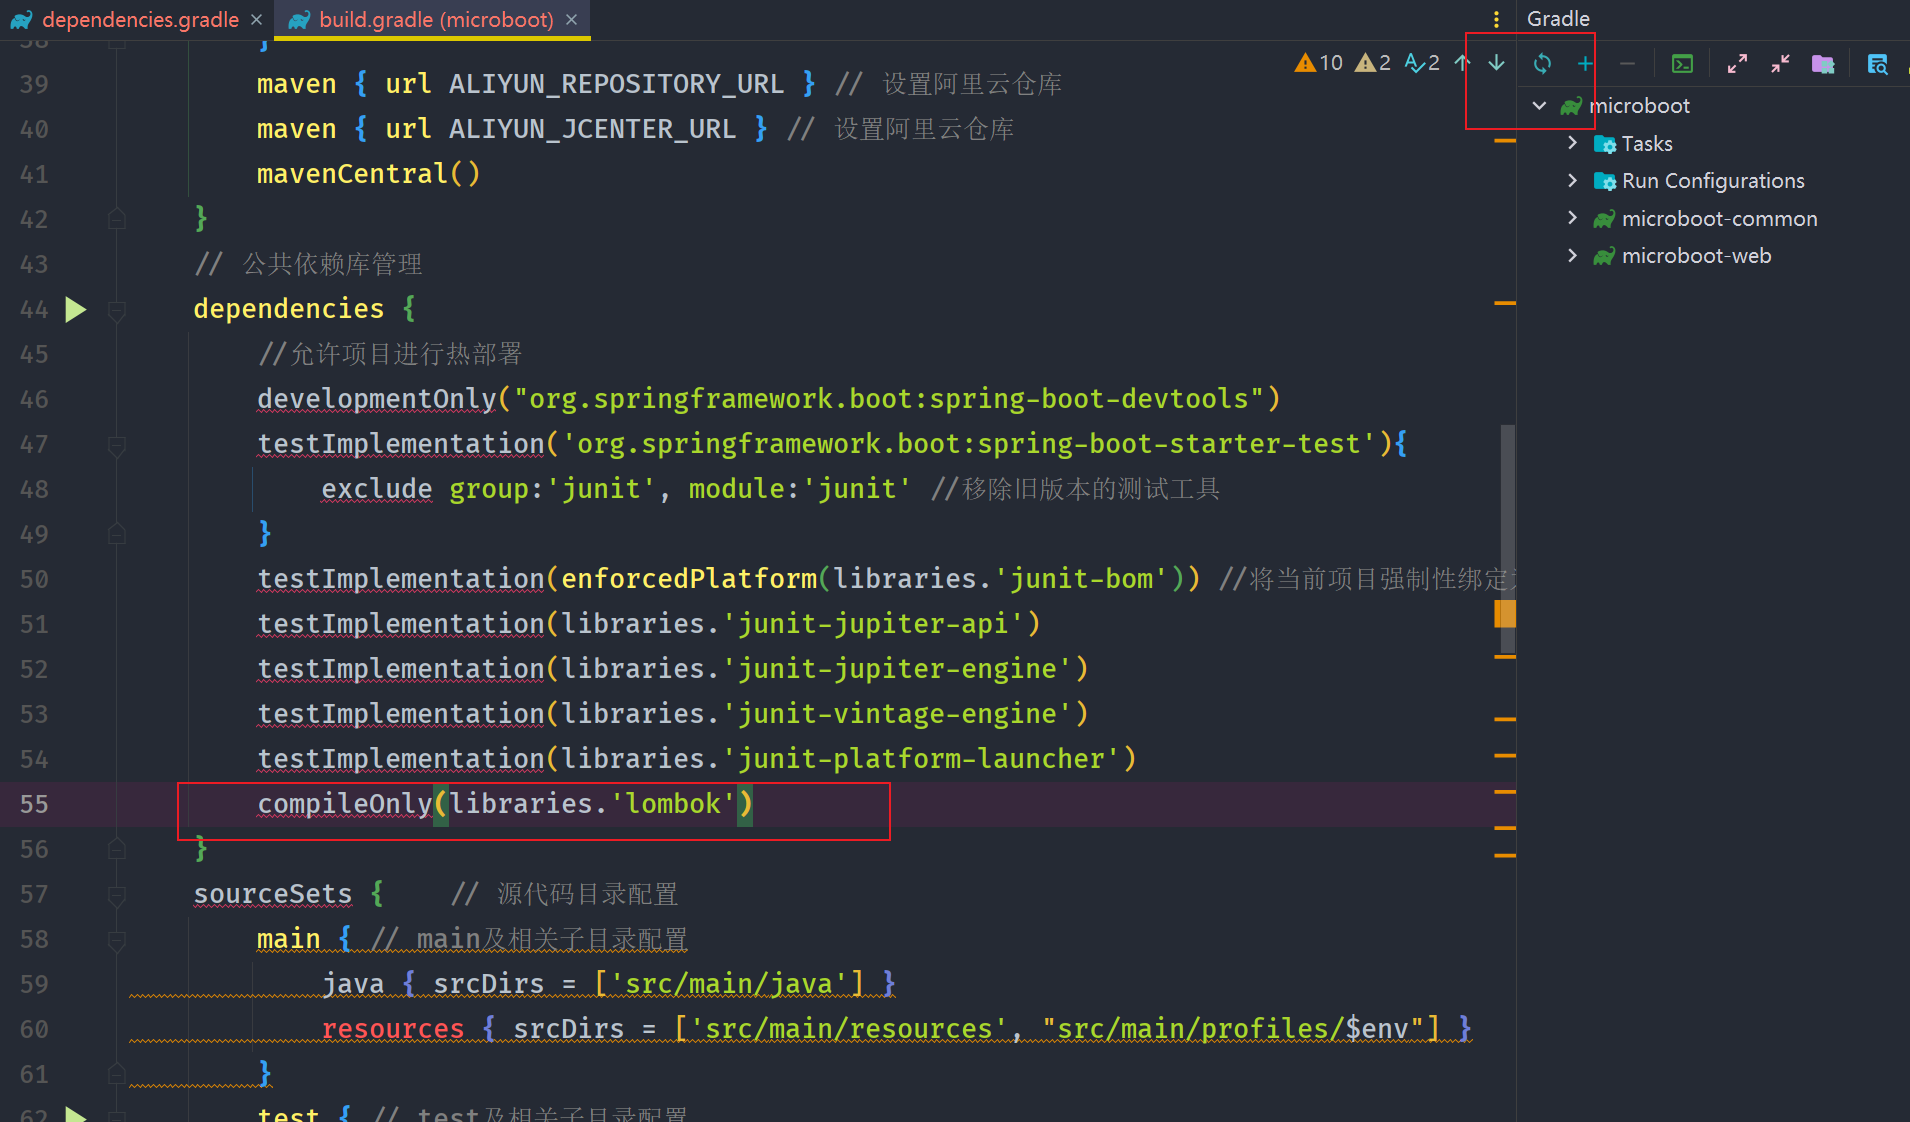 dependencies.gradle × build.gradle (microboot) × Gradle
38 }
39 maven { url ALIYUN_REPOSITORY_URL } // 设置阿里云仓库
40 maven { url ALIYUN_JCENTER_URL } // 设置阿里云仓库
41 mavenCentral()
42 }
43 // 公共依赖库管理
44 dependencies {
45 //允许项目进行热部署
46 developmentOnly("org.springframework.boot:spring-boot-devtools")
47 testImplementation('org.springframework.boot:spring-boot-starter-test'){
48 exclude group:'junit', module:'junit' //移除旧版本的测试工具
49 }
50 testImplementation(enforcedPlatform(libraries.'junit-bom')) //将当前项目强制性绑定
51 testImplementation(libraries.'junit-jupiter-api')
52 testImplementation(libraries.'junit-jupiter-engine')
53 testImplementation(libraries.'junit-vintage-engine')
54 testImplementation(libraries.'junit-platform-launcher')
55 compileOnly(libraries.'lombok')
56 }
57 sourceSets { // 源代码目录配置
58 main { // main及相关子目录配置
59 java { srcDirs = ['src/main/java'] }
60 resources { srcDirs = ['src/main/resources', "src/main/profiles/$env"] }
61 }
62 test { // test及相关子目录配置
10 2 2
microboot
Tasks
Run Configurations
microboot-common
microboot-web